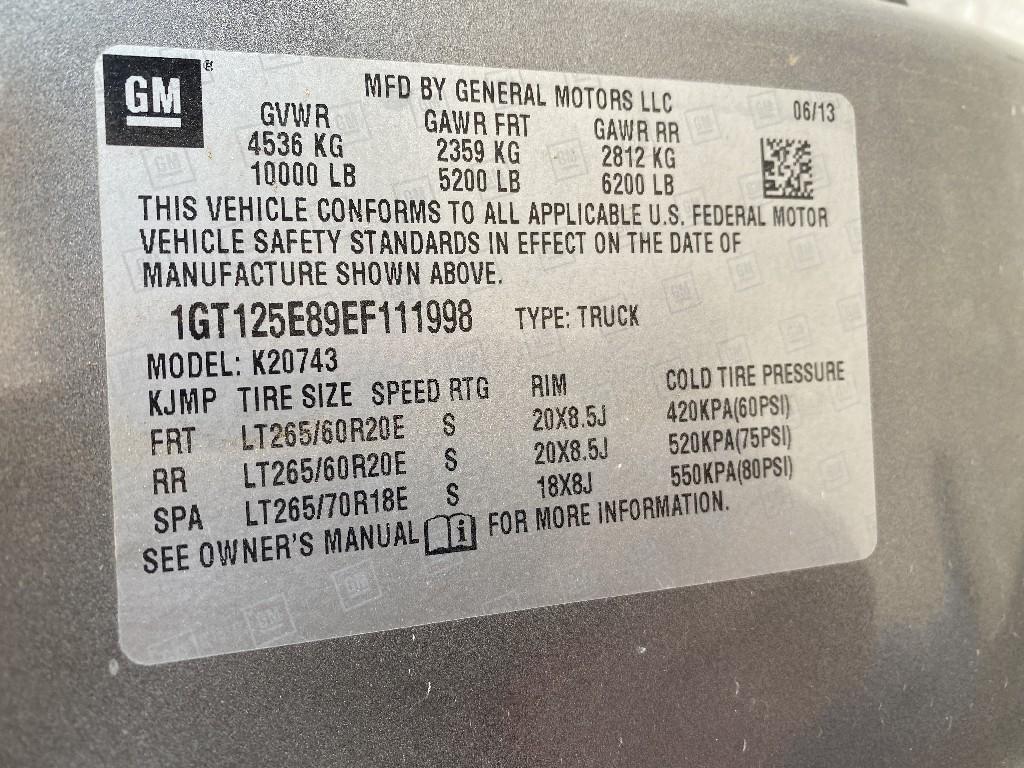 GM®
MFD BY GENERAL MOTORS LLC 06/13
GVWR GAWR FRT GAWR RR
4536 KG 2359 KG 2812 KG
10000 LB 5200 LB 6200 LB
THIS VEHICLE CONFORMS TO ALL APPLICABLE U.S. FEDERAL MOTOR
VEHICLE SAFETY STANDARDS IN EFFECT ON THE DATE OF
MANUFACTURE SHOWN ABOVE.
1GT125E89EF111998 TYPE: TRUCK
MODEL: K20743
KJMP TIRE SIZE SPEED RTG RIM COLD TIRE PRESSURE
FRT LT265/60R20E S 20X8.5J 420KPA(60PSI)
RR LT265/60R20E S 20X8.5J 520KPA(75PSI)
SPA LT265/70R18E S 18X8J 550KPA(80PSI)
SEE OWNER'S MANUAL i FOR MORE INFORMATION.